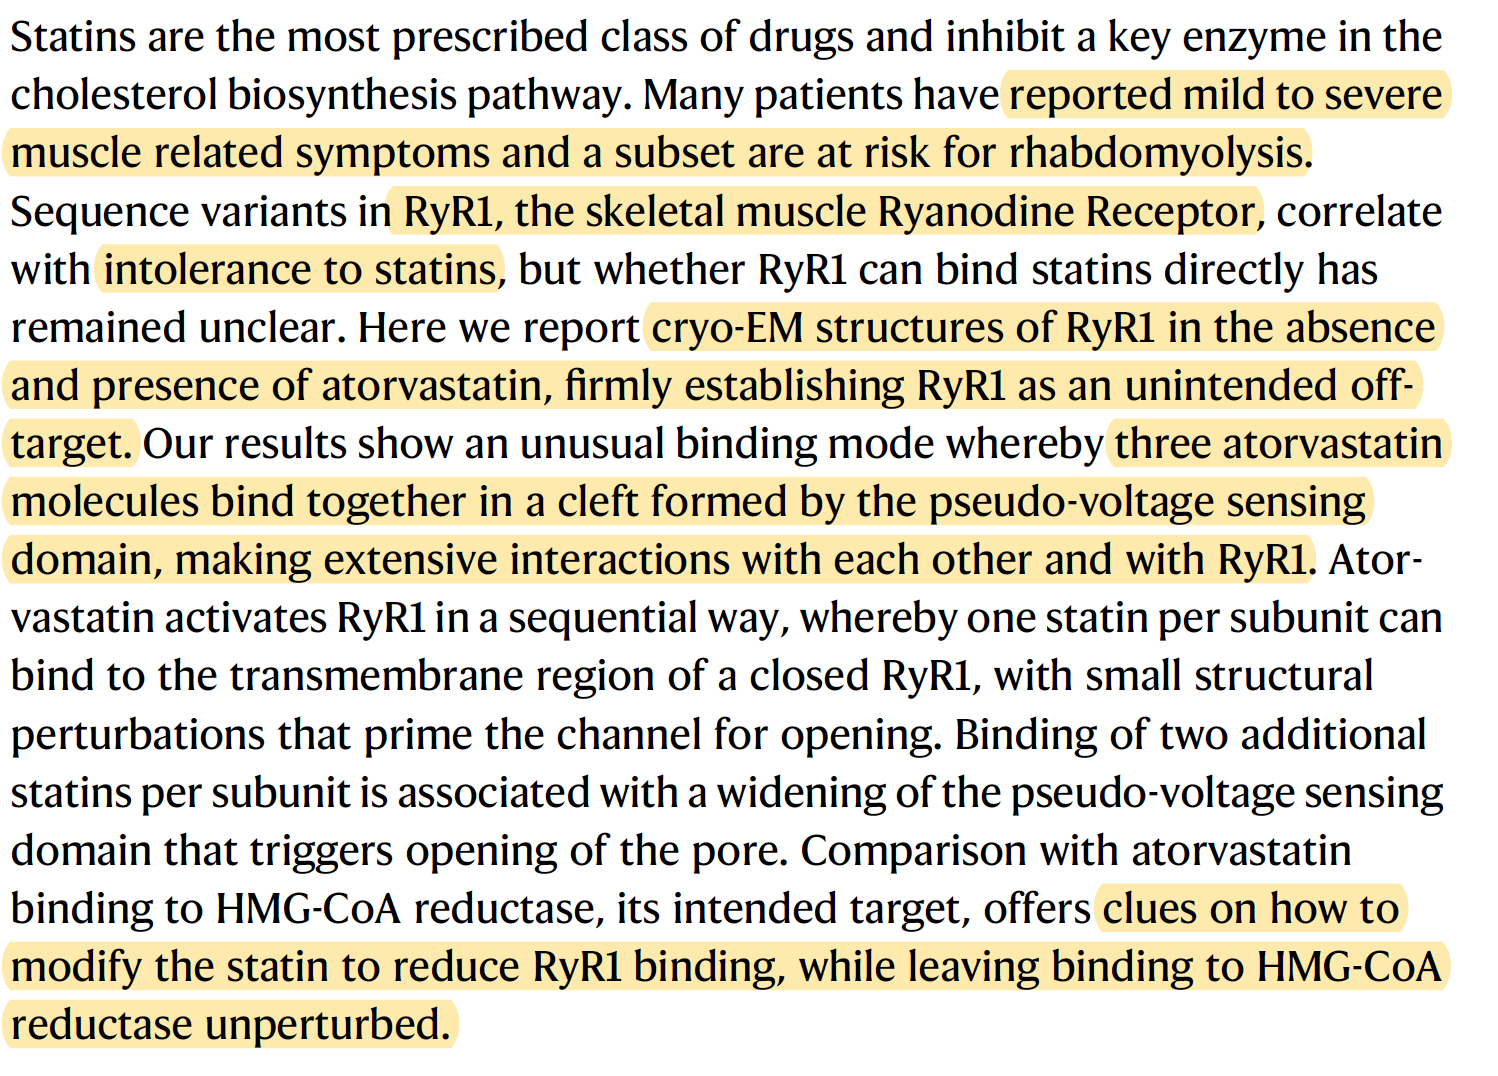 Statins are the most prescribed class of drugs and inhibit a key enzyme in the
cholesterol biosynthesis pathway. Many patients have reported mild to severe
muscle related symptoms and a subset are at risk for rhabdomyolysis.
Sequence variants in RyR1, the skeletal muscle Ryanodine Receptor, correlate
with intolerance to statins, but whether RyR1 can bind statins directly has
remained unclear. Here we report cryo-EM structures of RyR1 in the absence
and presence of atorvastatin, firmly establishing RyR1 as an unintended off-
target. Our results show an unusual binding mode whereby three atorvastatin
molecules bind together in a cleft formed by the pseudo-voltage sensing
domain, making extensive interactions with each other and with RyR1. Ator-
vastatin activates RyR1 in a sequential way, whereby one statin per subunit can
bind to the transmembrane region of a closed RyR1, with small structural
perturbations that prime the channel for opening. Binding of two additional
statins per subunit is associated with a widening of the pseudo-voltage sensing
domain that triggers opening of the pore. Comparison with atorvastatin
binding to HMG-CoA reductase, its intended target, offers clues on how to
modify the statin to reduce RyR1 binding, while leaving binding to HMG-CoA
reductase unperturbed.